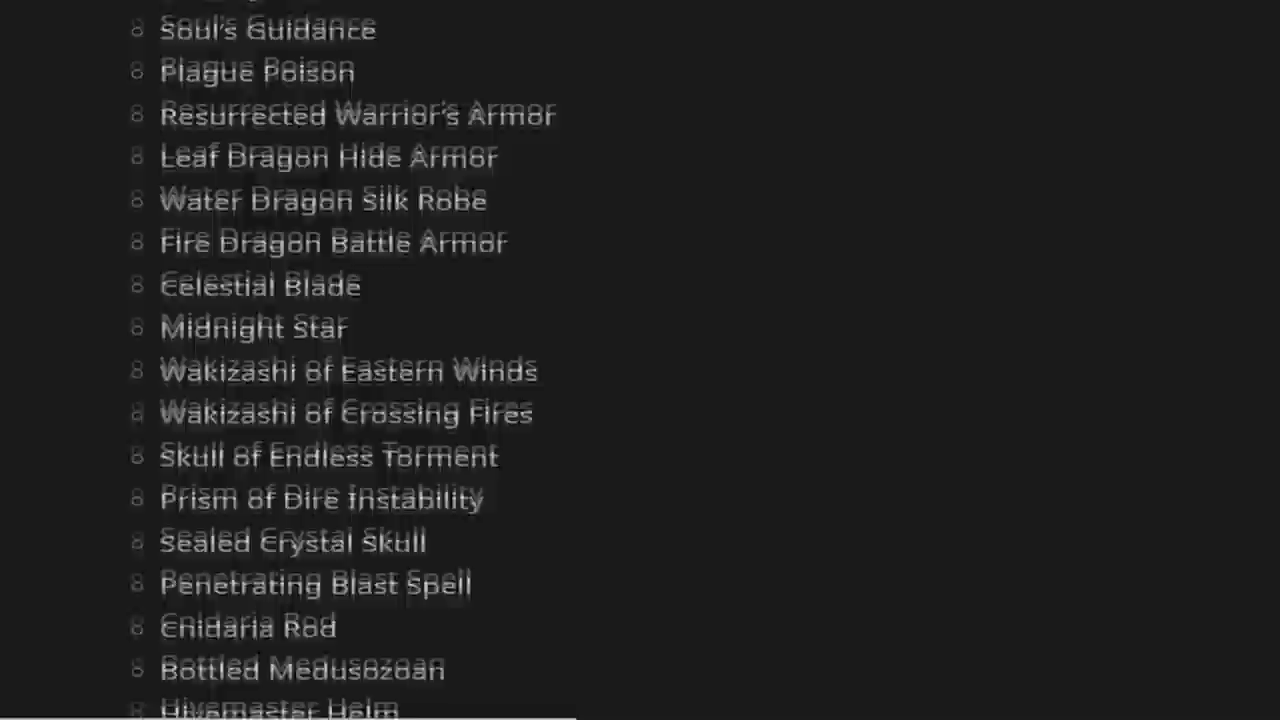 Soul's Guidance
Plague Poison
Resurrected Warrior's Armor
Leaf Dragon Hide Armor
Water Dragon Silk Robe
Fire Dragon Battle Armor
Celestial Blade
Midnight Star
Wakizashi of Eastern Winds
Wakizashi of Crossing Fires
Skull of Endless Torment
Prism of Dire Instability
Sealed Crystal Skull
Penetrating Blast Spell
Cnidaria Rod
Bottled Medusozoan
Hivemaster Helm